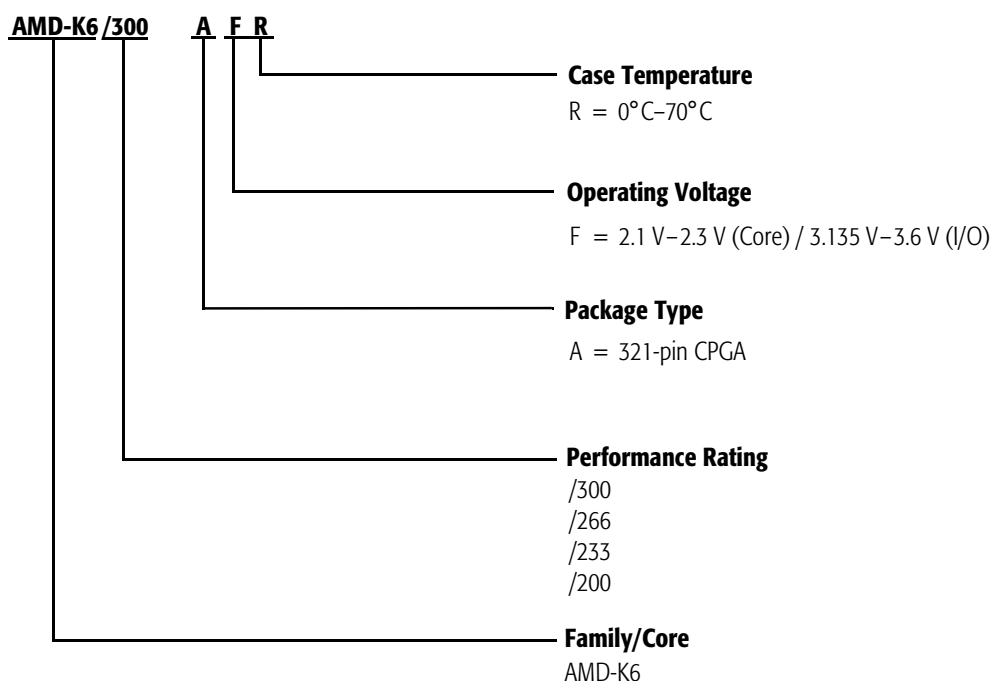 AMD-K6 /300 A F R
Case Temperature
R = 0°C–70°C
Operating Voltage
F = 2.1 V–2.3 V (Core) / 3.135 V–3.6 V (I/O)
Package Type
A = 321-pin CPGA
Performance Rating
/300
/266
/233
/200
Family/Core
AMD-K6